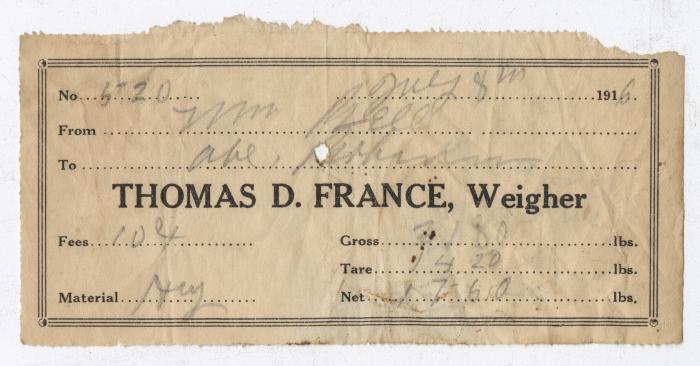 No 520 July 8th 1916.
From Wm Bell
To Abe.
THOMAS D. FRANCE, Weigher
Fees 10¢ Gross 3180 lbs.
Tare 1420 lbs.
Material Hay Net 1760 lbs.